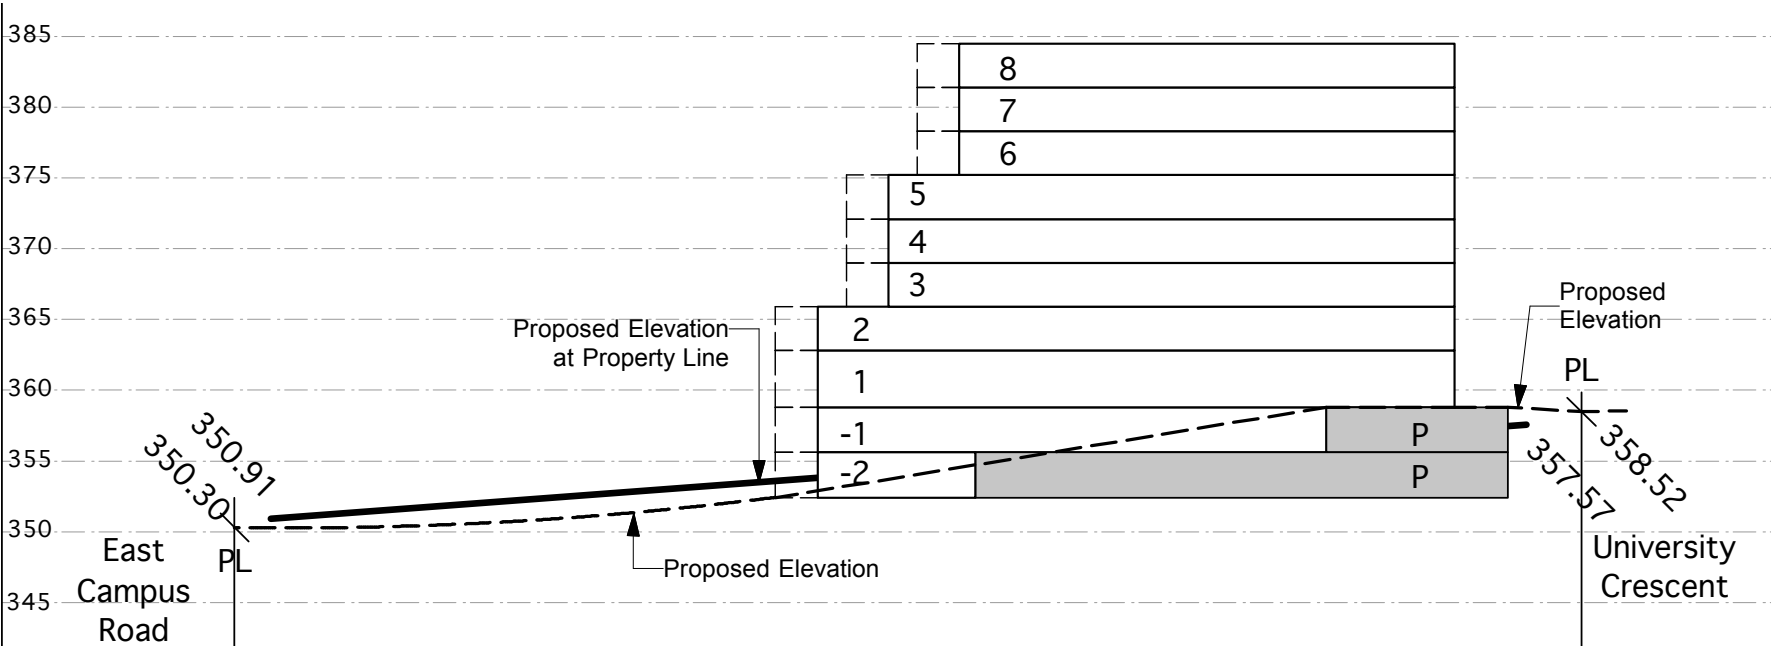 385
8
380
7
6
375
5
370
4
3
Proposed
Elevation
365
Proposed Elevation
at Property Line
2
PL
360
1
350.91
350.30
-1
P
355
-2
P
357.57
358.52
350
East
Campus
Road
PL
Proposed Elevation
University
Crescent
345